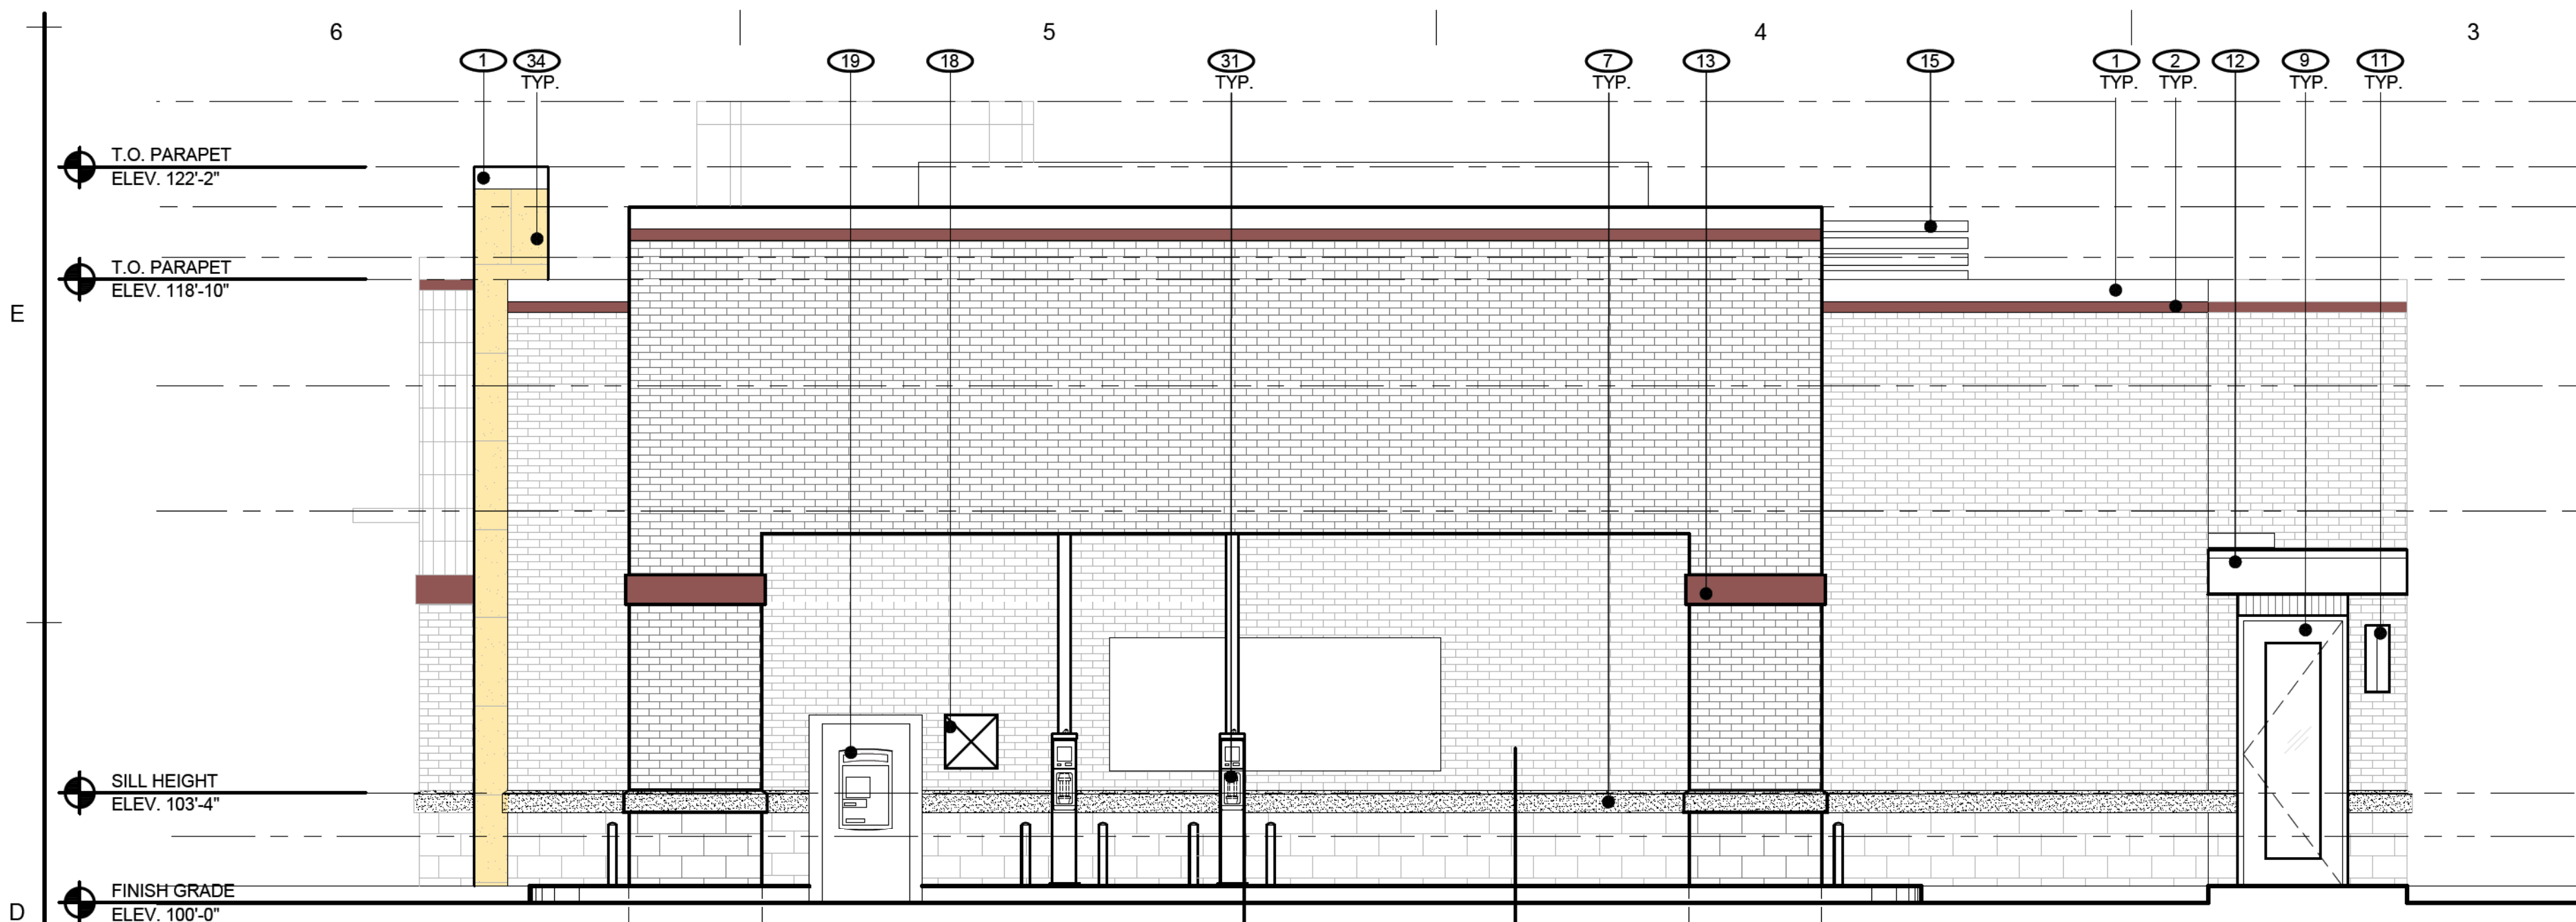 6 5 4 3
1 34 19 18 31 7 13 15 1 2 12 9 11
TYP. TYP. TYP. TYP. TYP. TYP. TYP.
T.O. PARAPET
ELEV. 122'-2"
T.O. PARAPET
ELEV. 118'-10"
E
SILL HEIGHT
ELEV. 103'-4"
FINISH GRADE
D
ELEV. 100'-0"